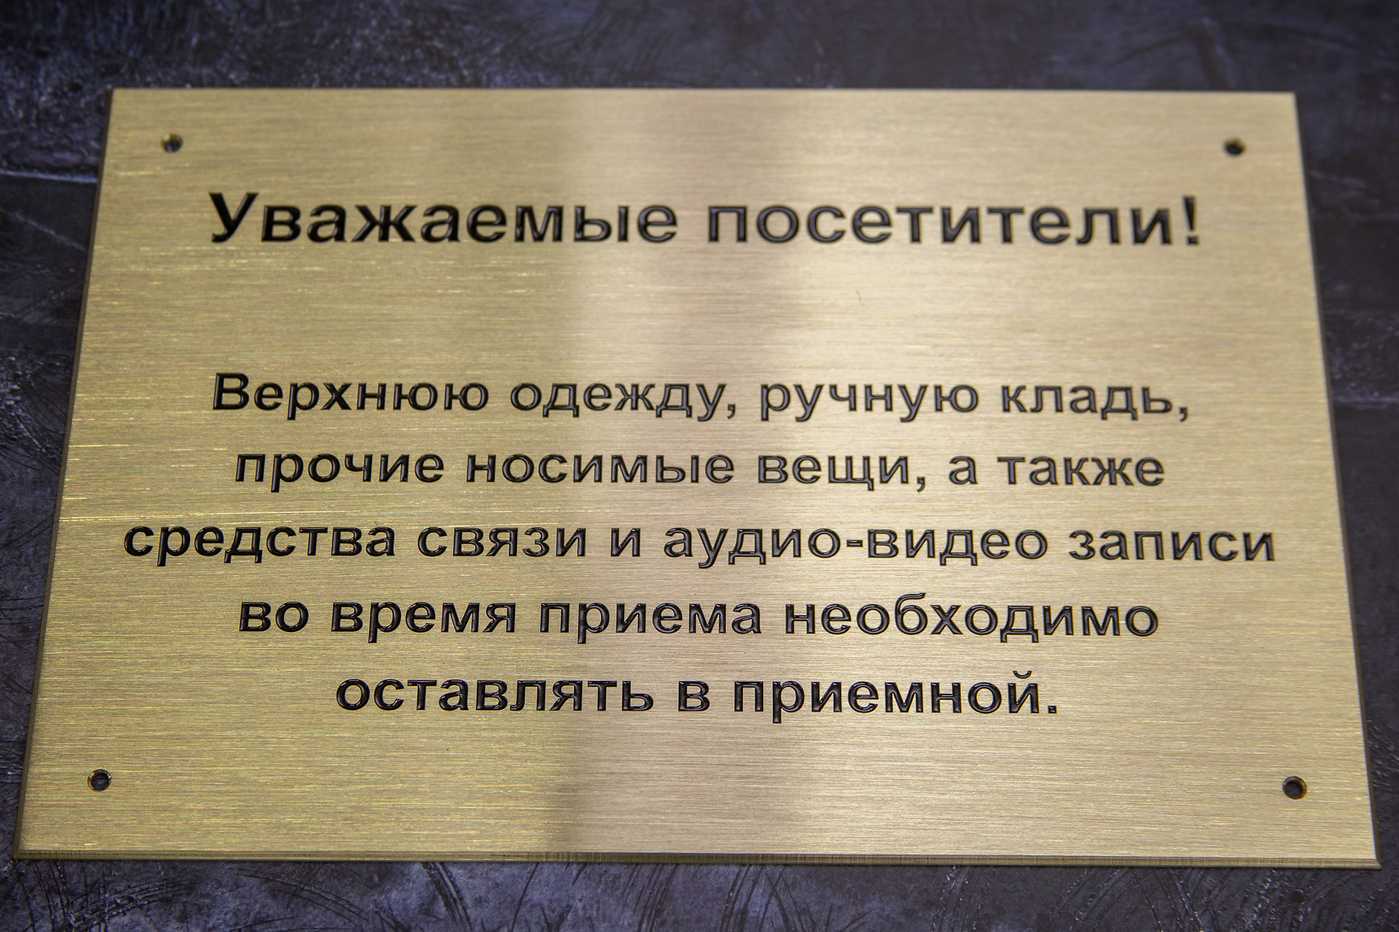 Уважаемые посетители!
Верхнюю одежду, ручную кладь,
прочие носимые вещи, а также
средства связи и аудио-видео записи
во время приема необходимо
оставлять в приемной.